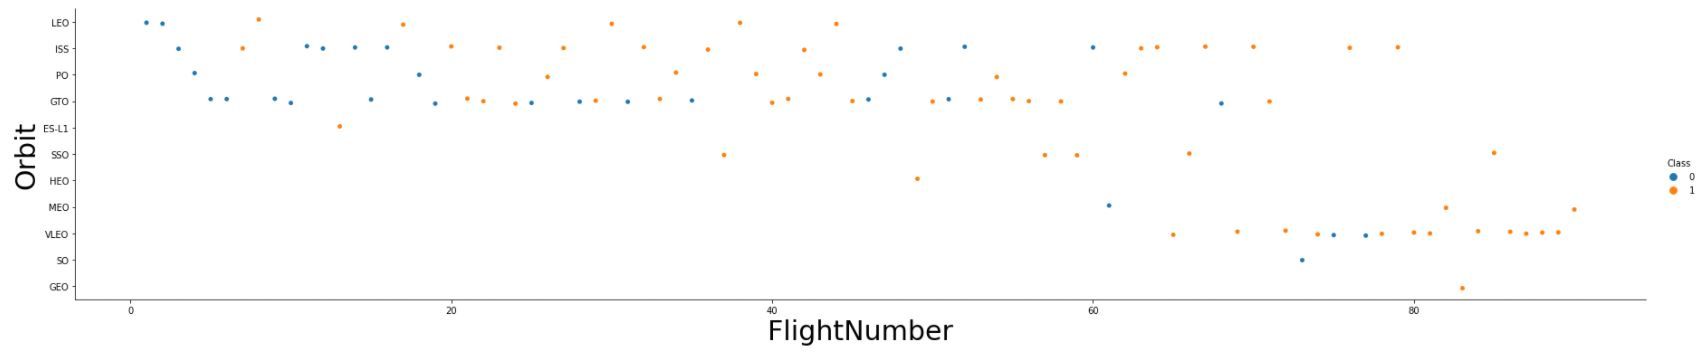 LEO
ISS
PO
GTO
ES-L1
SSO
HEO
MEO
VLEO
SO
GEO
Orbit
0 20 40 60 80
FlightNumber
Class
0
1